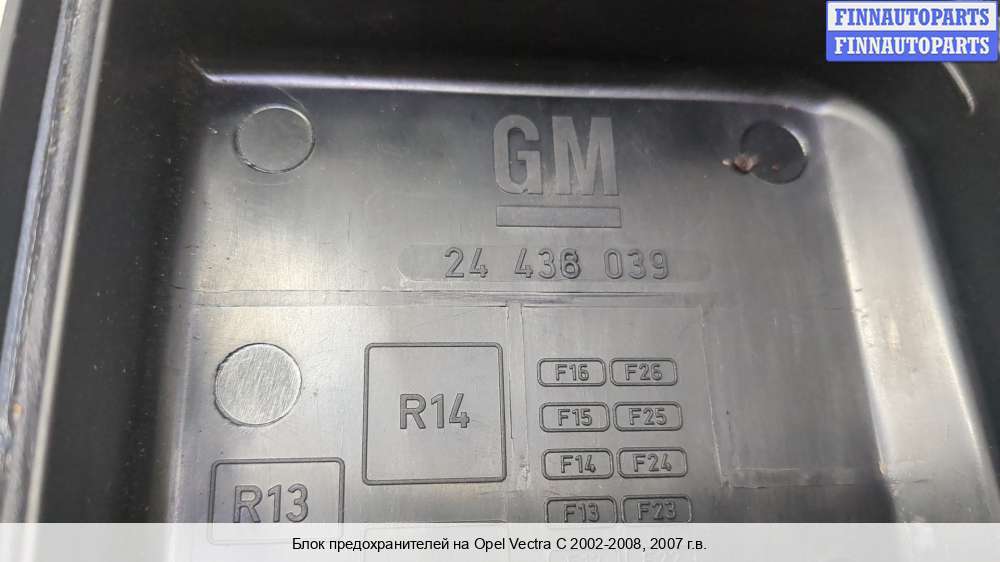 FINNAUTOPARTS
FINNAUTOPARTS
GM
24 436 039
R14
F16 F26
F15 F25
F14 F24
R13
F13 F23
Блок предохранителей на Opel Vectra C 2002-2008, 2007 г.в.